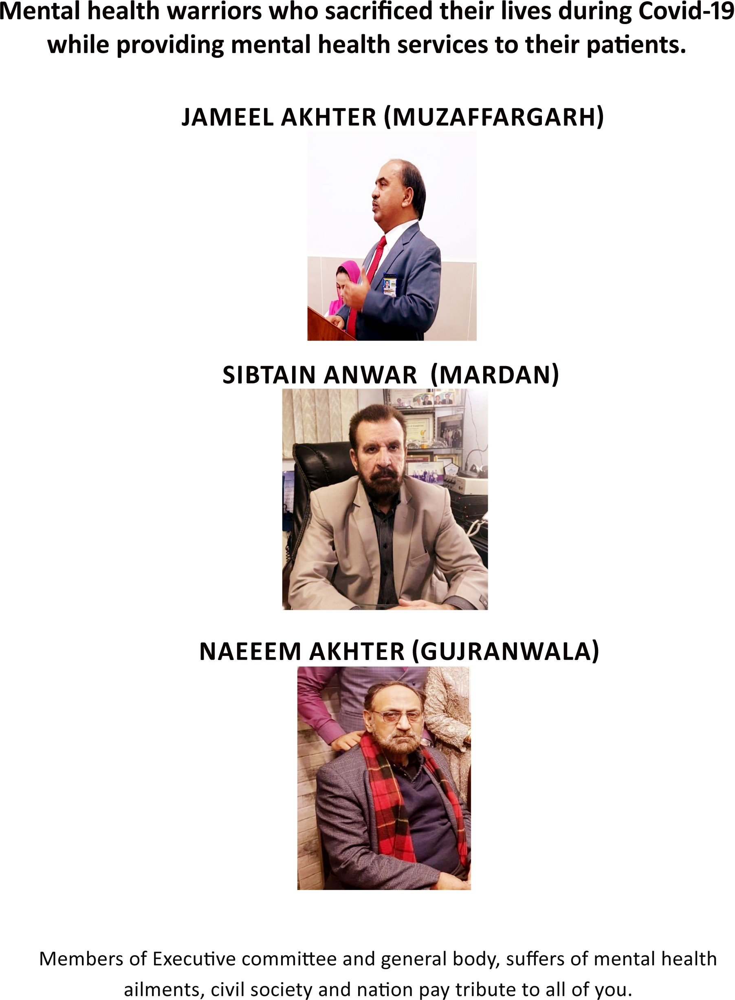 Mental health warriors who sacrificed their lives during Covid-19
while providing mental health services to their patients.
JAMEEL AKHTER (MUZAFFARGARH)
SIBTAIN ANWAR (MARDAN)
NAEEEM AKHTER (GUJRANWALA)
Members of Executive committee and general body, suffers of mental health
ailments, civil society and nation pay tribute to all of you.